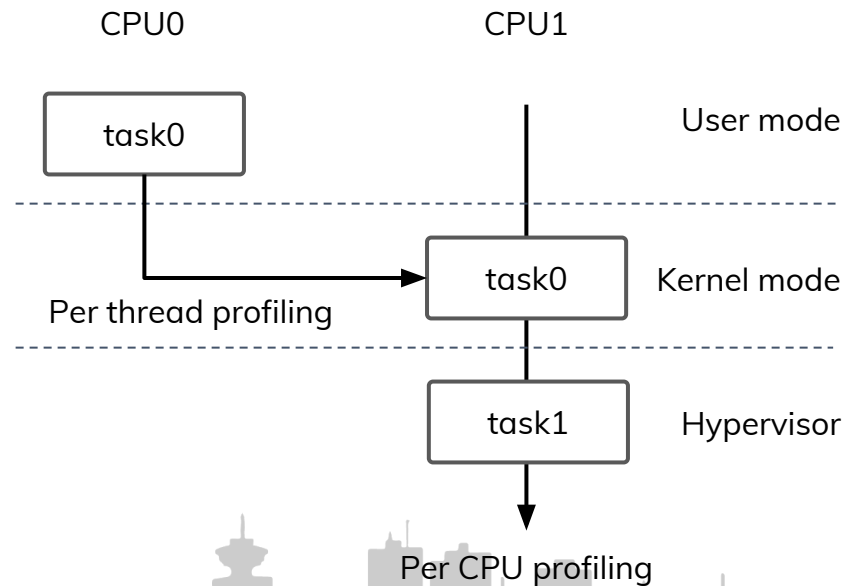 CPU0
CPU1
task0
User mode
task0
Kernel mode
Per thread profiling
task1
Hypervisor
Per CPU profiling